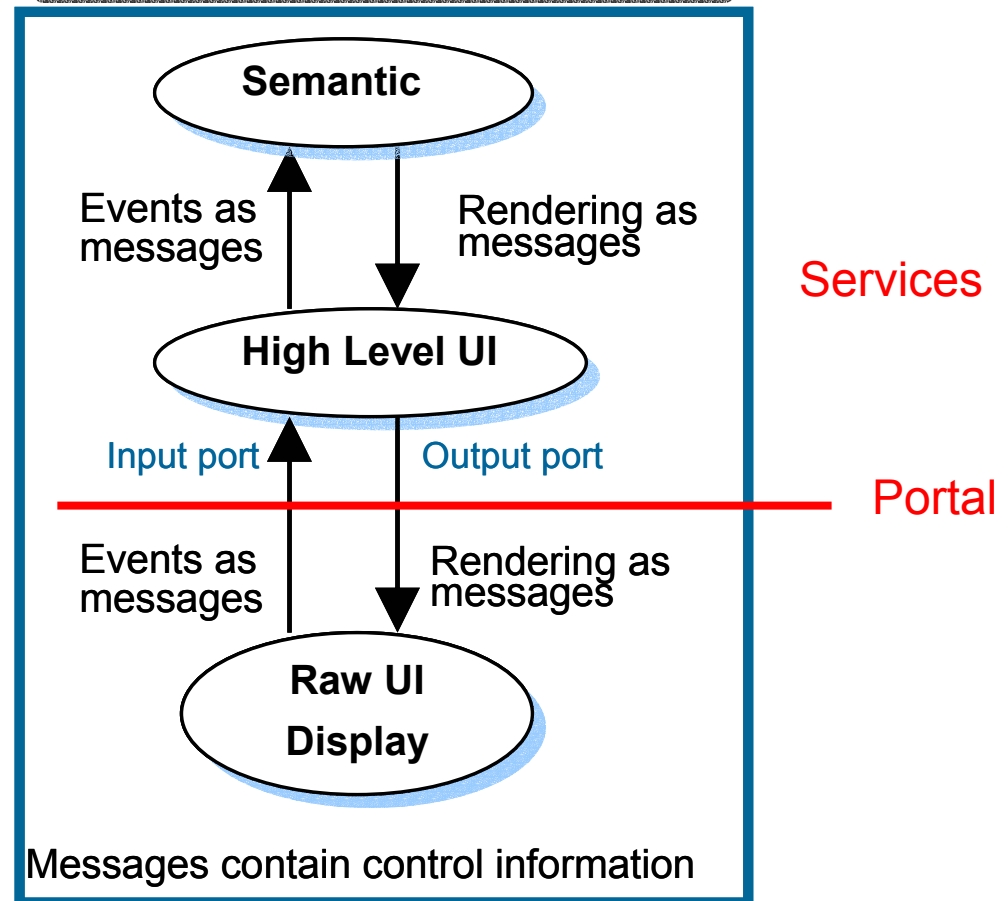 Semantic
Events as
messages
Rendering as
messages
Services
High Level UI
Input port
Output port
Portal
Events as
messages
Rendering as
messages
Raw UI
Display
Messages contain control information